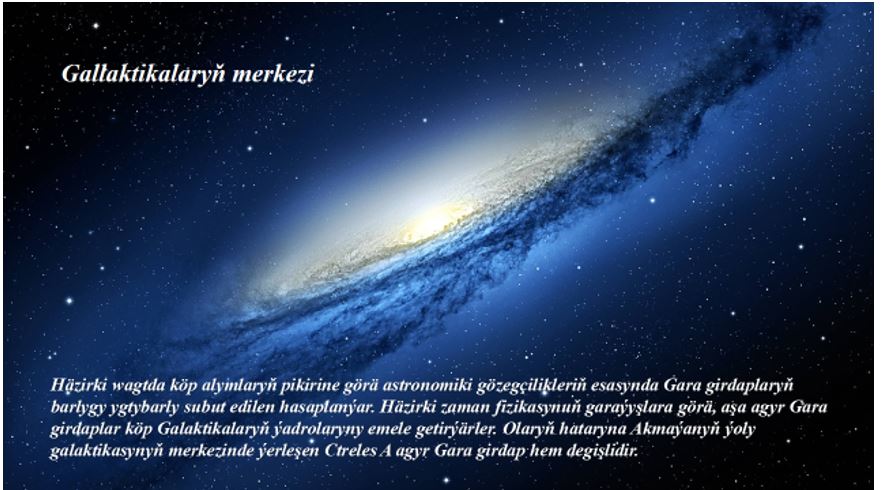 Gallaktikalaryň merkezi
Häzirki wagtda köp alymlaryň pikirine görä astronomiki gözegçilikleriň esasynda Gara girdaplaryň
barlygy ygtybarly subut edilen hasaplanýar. Häzirki zaman fizikasynuň garaýyşlara görä, aşa agyr Gara
girdaplar köp Galaktikalaryň ýadrolaryny emele getirýärler. Olaryň hataryna Akmaýanyň ýoly
galaktikasynyň merkezinde ýerleşen Ctreles A agyr Gara girdap hem degişlidir.